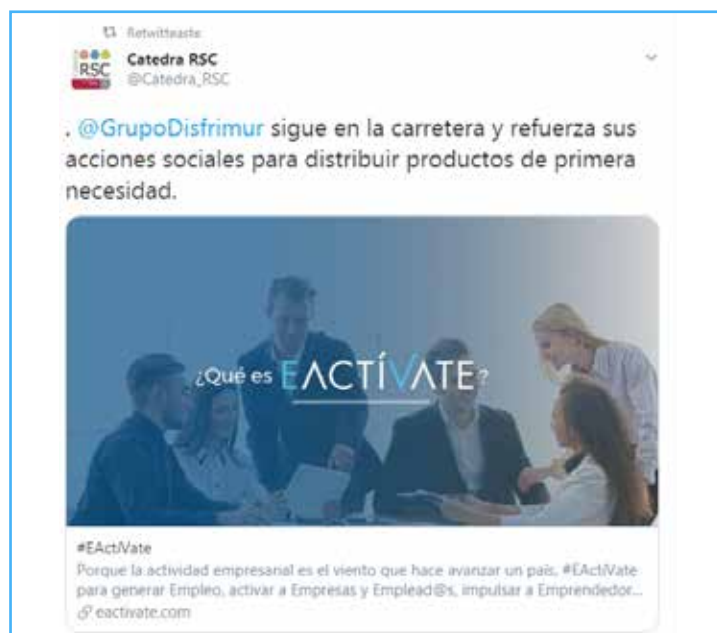 Retwitteaste
RSC
Catedra RSC
@Catedra_RSC
. @GrupoDisfrimur sigue en la carretera y refuerza sus
acciones sociales para distribuir productos de primera
necesidad.
¿Qué es EACTÍVATE?
#EActiVate
Porque la actividad empresarial es el viento que hace avanzar un país, #EActiVate
para generar Empleo, activar a Empresas y Emplead@s, impulsar a Emprendedor...
eactivate.com